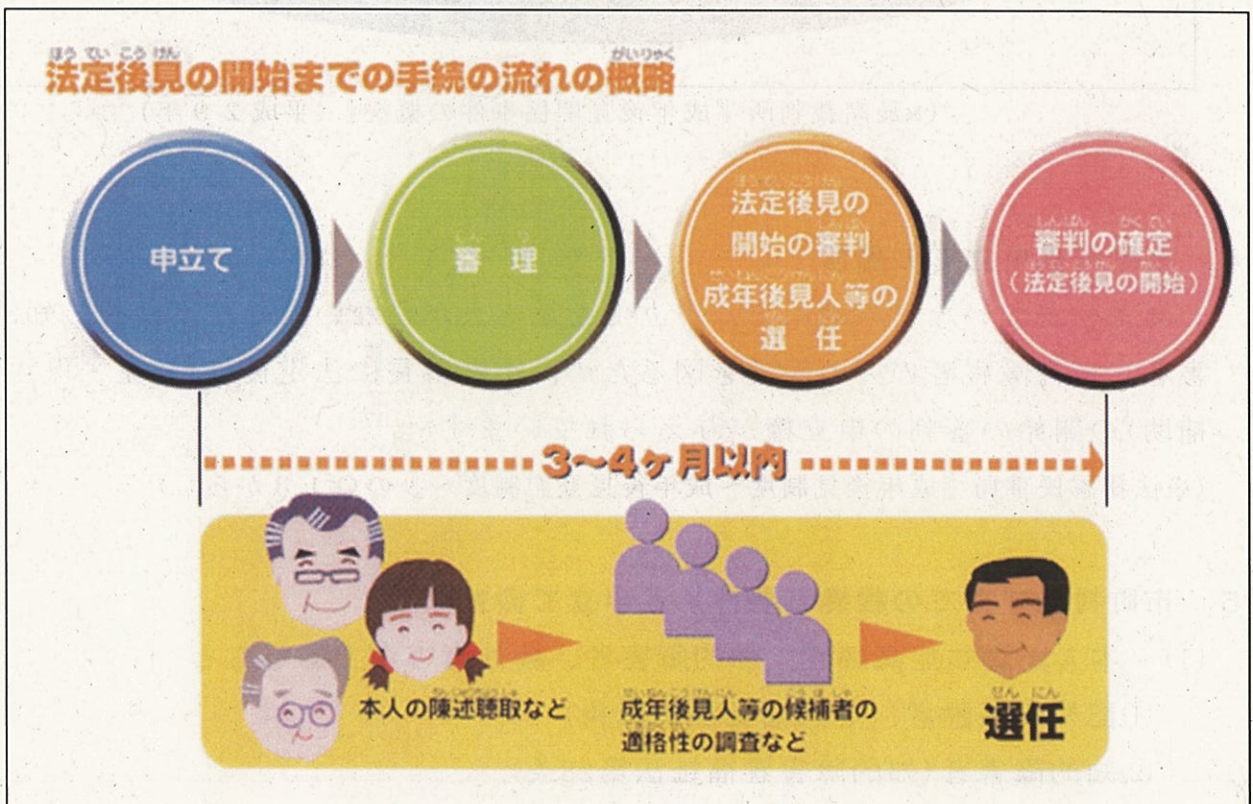 法定後見の開始までの手続の流れの概略
申立て
審 理
法定後見の
開始の審判
成年後見人等の
選 任
審判の確定
(法定後見の開始)
3～4ヶ月以内
本人の陳述聴取など
成年後見人等の候補者の
適格性の調査など
選任